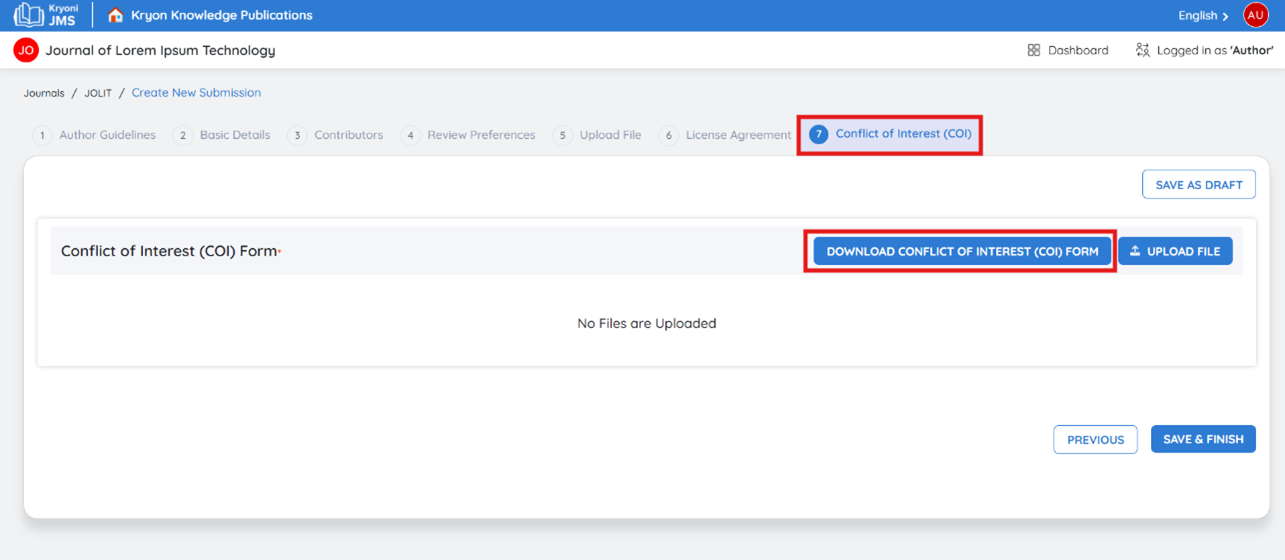 Kryoni
JMS
Kryon Knowledge Publications
English >
AU
JO
Journal of Lorem Ipsum Technology
Dashboard
Logged in as 'Author'
Journals / JOLIT / Create New Submission
1 Author Guidelines 2 Basic Details 3 Contributors 4 Review Preferences 5 Upload File 6 License Agreement 7 Conflict of Interest (COI)
SAVE AS DRAFT
Conflict of Interest (COI) Form*
DOWNLOAD CONFLICT OF INTEREST (COI) FORM
UPLOAD FILE
No Files are Uploaded
PREVIOUS
SAVE & FINISH